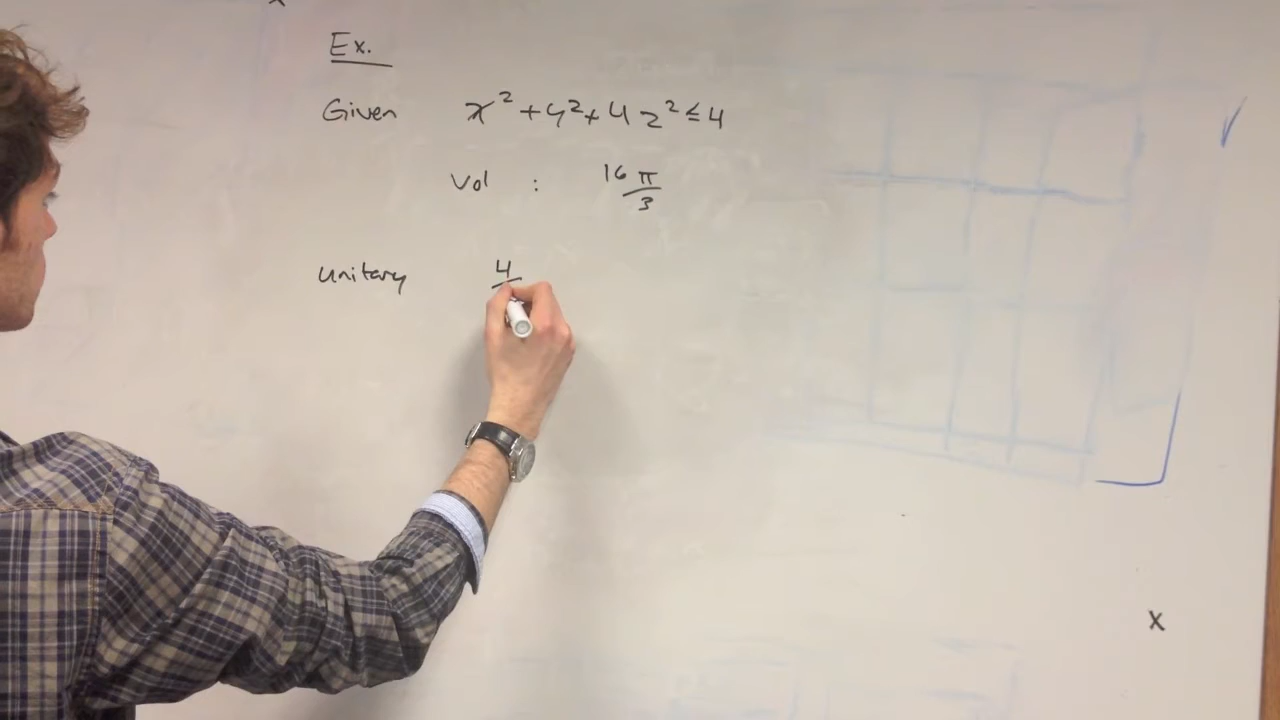 Ex.
Given x² + y² + 4z² ≤ 4
Vol : 16π/3
Unitary 4/
x